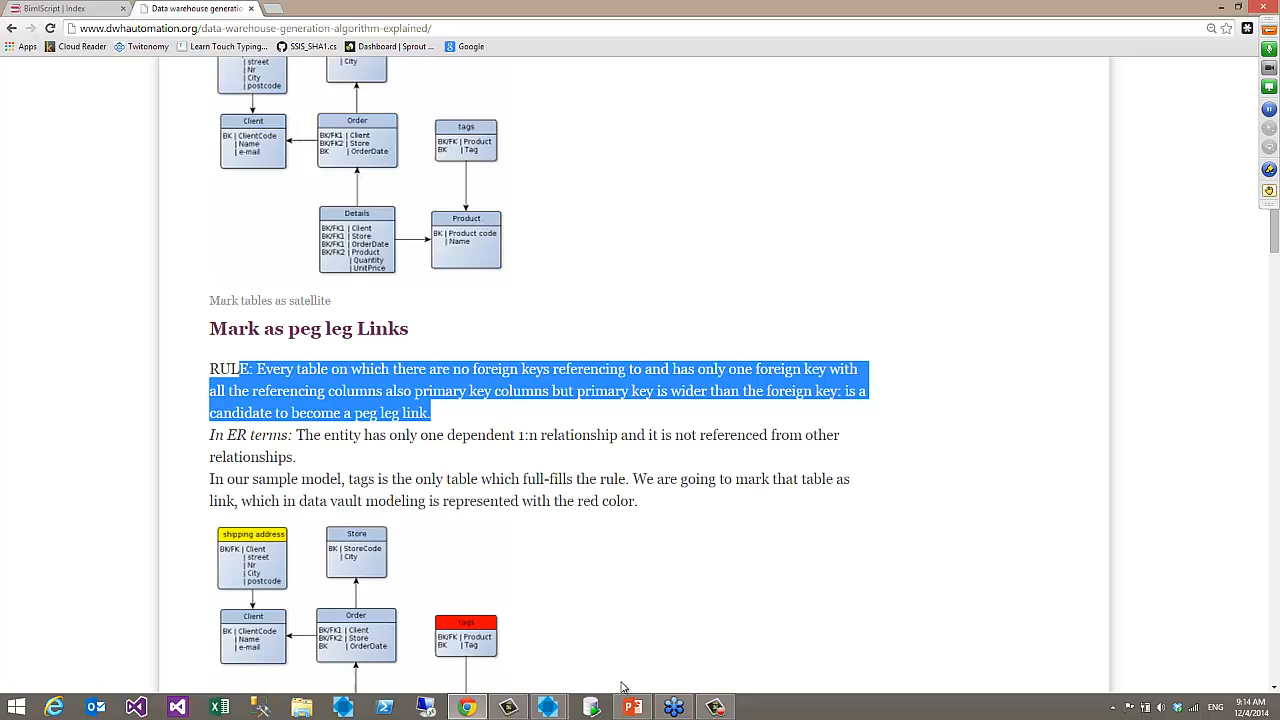 BimlScript | Index
Data warehouse generatio
www.dwhautomation.org/data-warehouse-generation-algorithm-explained/
Apps
Cloud Reader
Twitonomy
Learn Touch Typing...
SSIS_SHA1.cs
Dashboard | Sprout ...
Google
| street
| Nr
| City
| postcode
| City
Client
BK | ClientCode
| Name
| e-mail
Order
BK/FK1 | Client
BK/FK2 | Store
BK | OrderDate
tags
BK/FK | Product
BK | Tag
Details
BK/FK1 | Client
BK/FK1 | Store
BK/FK1 | OrderDate
BK/FK2 | Product
| Quantity
| UnitPrice
Product
BK | Product code
| Name
Mark tables as satellite
Mark as peg leg Links
RULE: Every table on which there are no foreign keys referencing to and has only one foreign key with
all the referencing columns also primary key columns but primary key is wider than the foreign key: is a
candidate to become a peg leg link.
In ER terms: The entity has only one dependent 1:n relationship and it is not referenced from other
relationships.
In our sample model, tags is the only table which full-fills the rule. We are going to mark that table as
link, which in data vault modeling is represented with the red color.
shipping address
BK/FK | Client
| street
| Nr
| City
| postcode
Store
BK | StoreCode
| City
Client
BK | ClientCode
| Name
| e-mail
Order
BK/FK1 | Client
BK/FK2 | Store
BK | OrderDate
tags
BK/FK | Product
BK | Tag
ENG
9:14 AM
12/4/2014